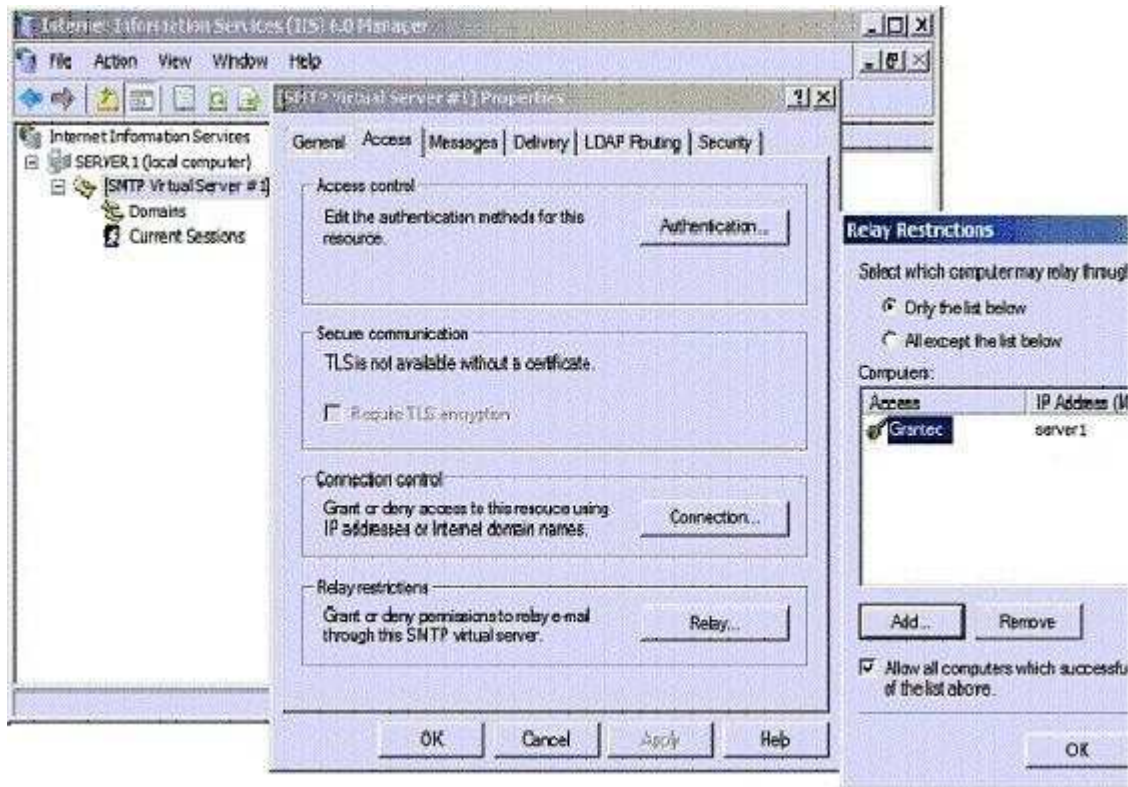 Internet Information Services (IIS) 6.0 Manager
File Action View Window Help
Internet Information Services
SERVER1 (local computer)
[SMTP Virtual Server #1]
Domains
Current Sessions
[SMTP Virtual Server #1] Properties
General Access Messages Delivery LDAP Routing Security
Access control
Edit the authentication methods for this
resource.
Authentication...
Secure communication
TLS is not available without a certificate.
Require TLS encryption
Connection control
Grant or deny access to this resource using
IP addresses or Internet domain names.
Connection...
Relay restrictions
Grant or deny permissions to relay e-mail
through this SMTP virtual server.
Relay...
OK Cancel Apply Help
Relay Restrictions
Select which computer may relay through
Only the list below
All except the list below
Computers:
Access IP Address (M
Granted server1
Add... Remove
Allow all computers which successfu
of the list above.
OK